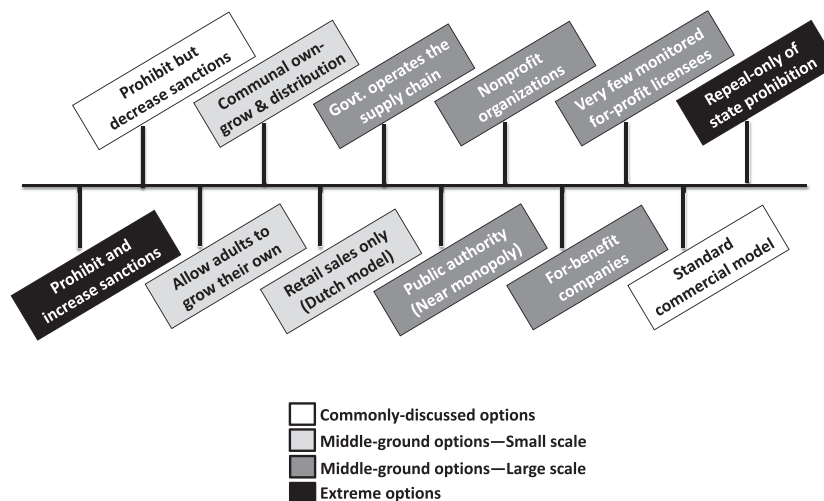 Prohibit but
decrease sanctions
Communal own-
grow & distribution
Govt. operates the
supply chain
Nonprofit
organizations
Very few monitored
for-profit licensees
Repeal-only of
state prohibition
Prohibit and
increase sanctions
Allow adults to
grow their own
Retail sales only
(Dutch model)
Public authority
(Near monopoly)
For-benefit
companies
Standard
commercial model
Commonly-discussed options
Middle-ground options—Small scale
Middle-ground options—Large scale
Extreme options